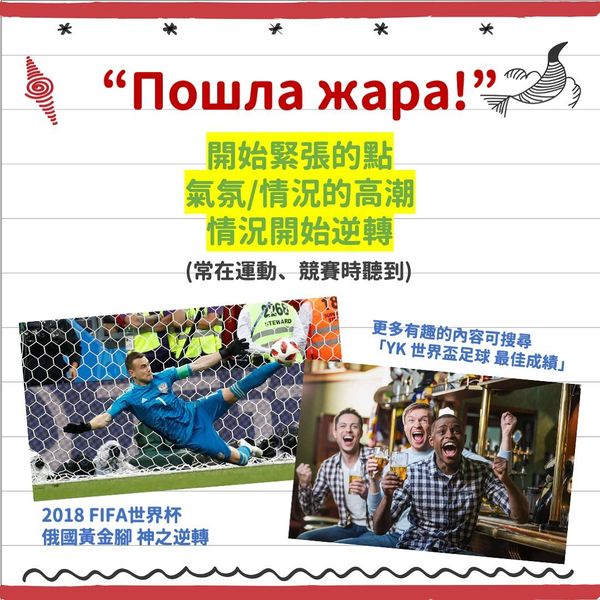 “Пошла жара!”
開始緊張的點
氣氛/情況的高潮
情況開始逆轉
(常在運動、競賽時聽到)
更多有趣的內容可搜尋
「YK 世界盃足球 最佳成績」
2266
STEWARD
18
2018 FIFA世界杯
俄國黃金腳 神之逆轉